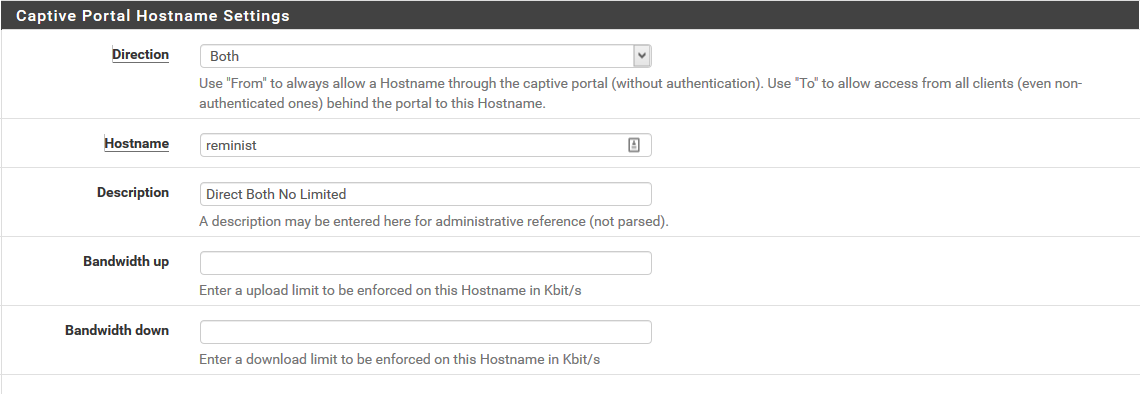 Captive Portal Hostname Settings
Direction
Both
Use "From" to always allow a Hostname through the captive portal (without authentication). Use "To" to allow access from all clients (even non-
authenticated ones) behind the portal to this Hostname.
Hostname
reminist
Description
Direct Both No Limited
A description may be entered here for administrative reference (not parsed).
Bandwidth up
Enter a upload limit to be enforced on this Hostname in Kbit/s
Bandwidth down
Enter a download limit to be enforced on this Hostname in Kbit/s